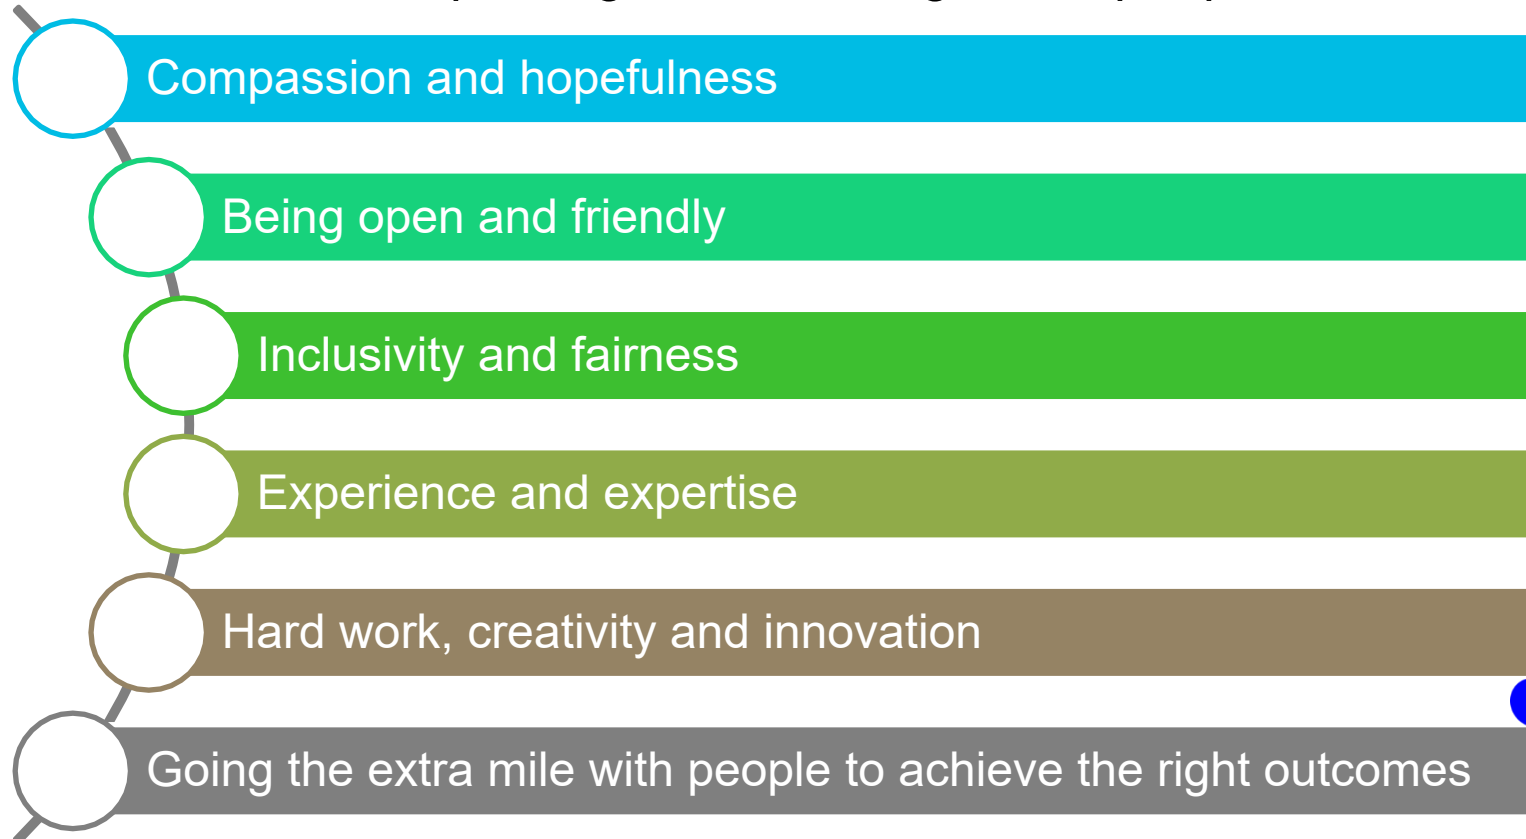 Compassion and hopefulness
Being open and friendly
Inclusivity and fairness
Experience and expertise
Hard work, creativity and innovation
Going the extra mile with people to achieve the right outcomes